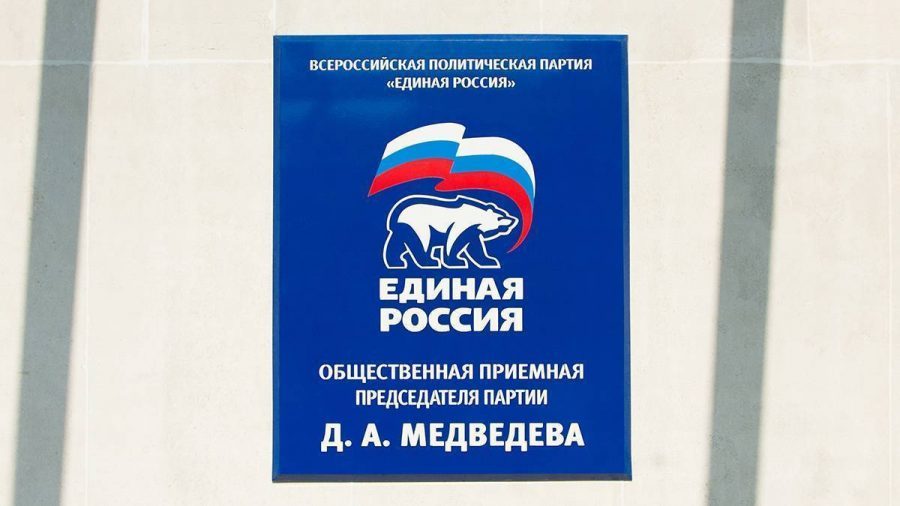 ВСЕРОССИЙСКАЯ ПОЛИТИЧЕСКАЯ ПАРТИЯ
«ЕДИНАЯ РОССИЯ»
ЕДИНАЯ
РОССИЯ
ОБЩЕСТВЕННАЯ ПРИЕМНАЯ
ПРЕДСЕДАТЕЛЯ ПАРТИИ
Д. А. МЕДВЕДЕВА